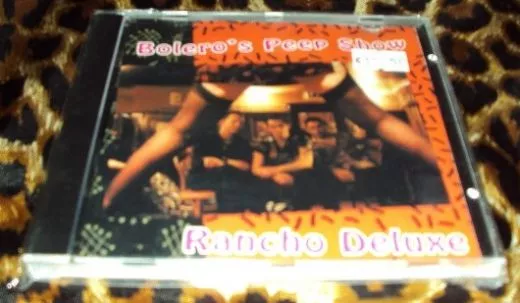 Bolero's Peep Show
Rancho Deluxe